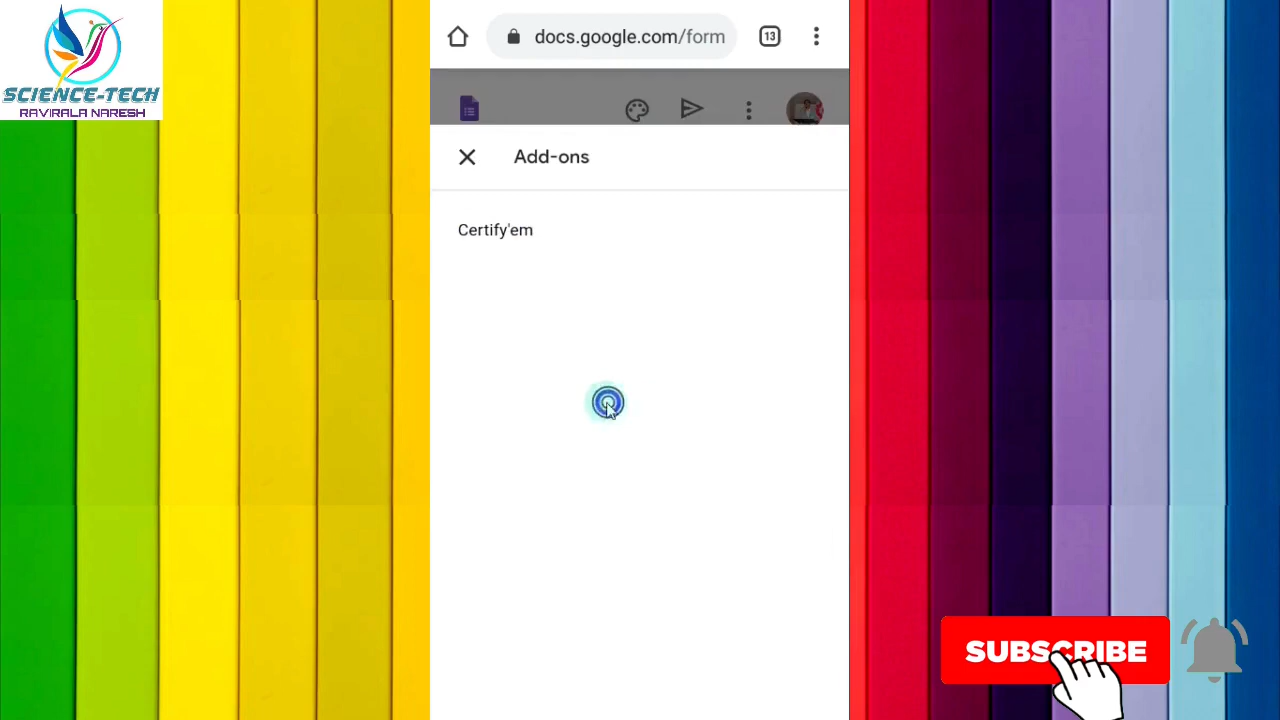 SCIENCE-TECH
RAVIRALA NARESH
docs.google.com/form
13
Add-ons
Certify'em
SUBSCRIBE